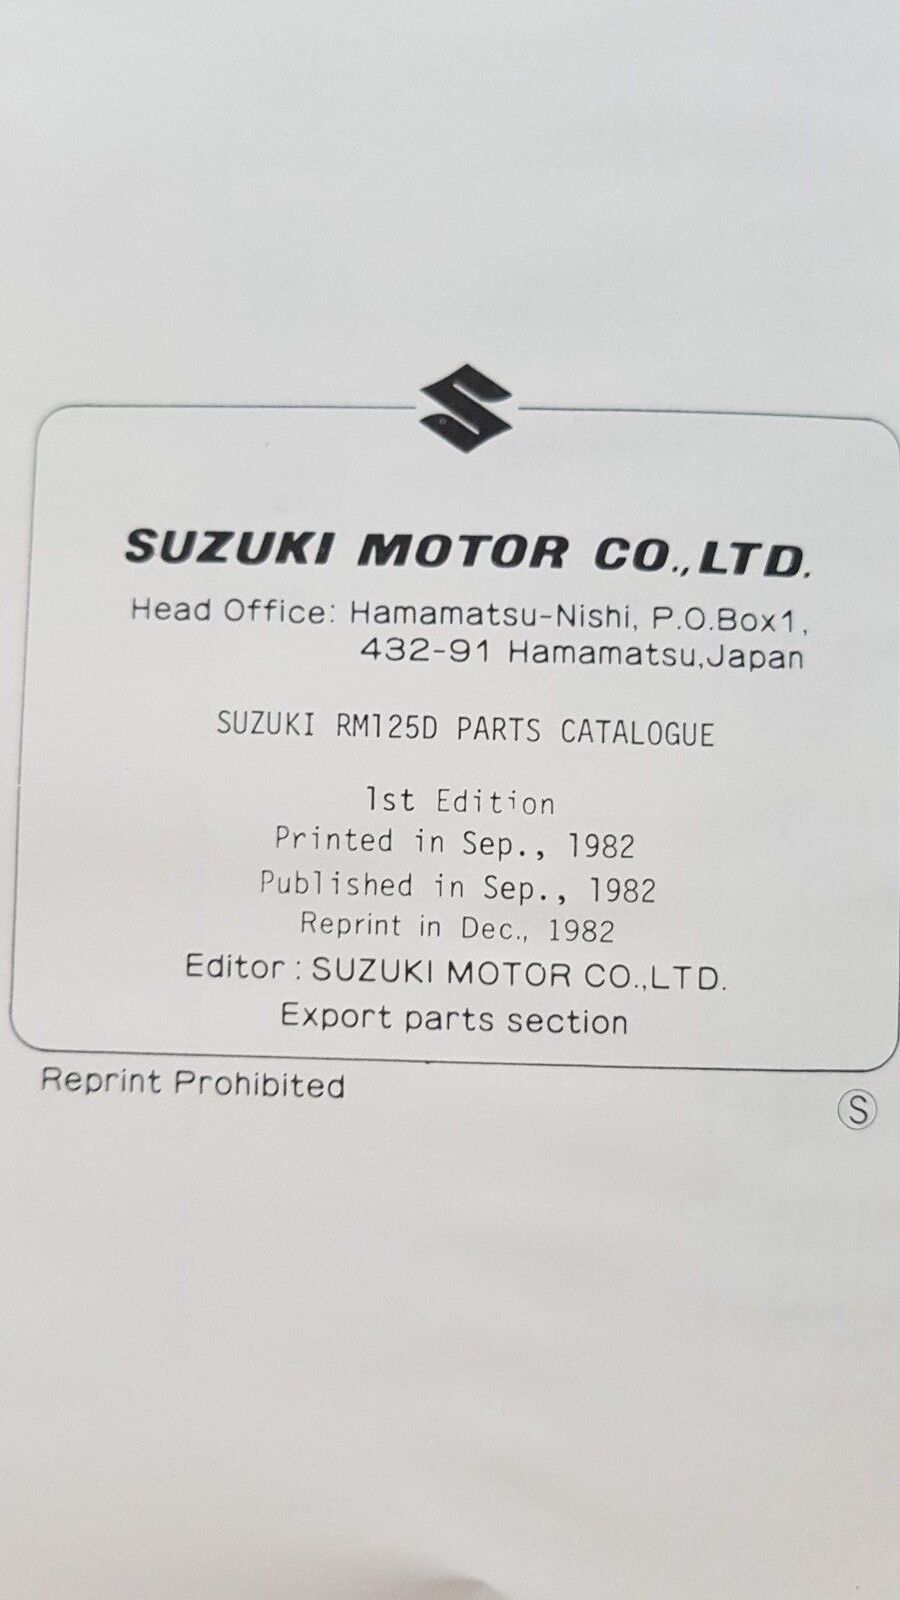 SUZUKI MOTOR CO.,LTD.
Head Office: Hamamatsu-Nishi, P.O.Box1,
432-91 Hamamatsu,Japan
SUZUKI RM125D PARTS CATALOGUE
1st Edition
Printed in Sep., 1982
Published in Sep., 1982
Reprint in Dec., 1982
Editor : SUZUKI MOTOR CO.,LTD.
Export parts section
Reprint Prohibited
Ⓢ